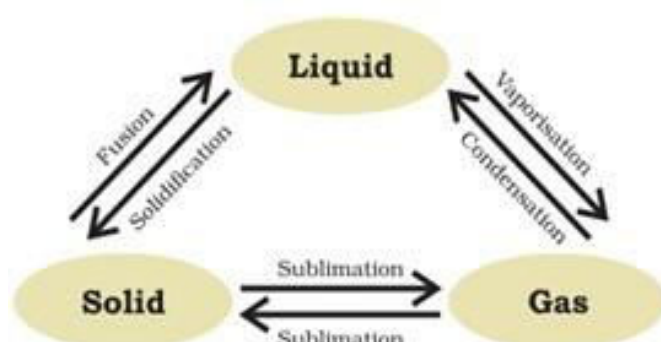 Liquid
Fusion
Solidification
Vaporisation
Condensation
Sublimation
Solid
Gas
Sublimation